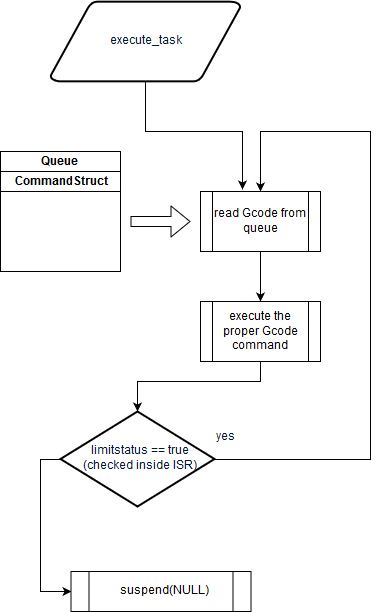 execute_task
Queue
CommandStruct
read Gcode from
queue
execute the
proper Gcode
command
limitstatus == true
(checked inside ISR)
yes
suspend(NULL)